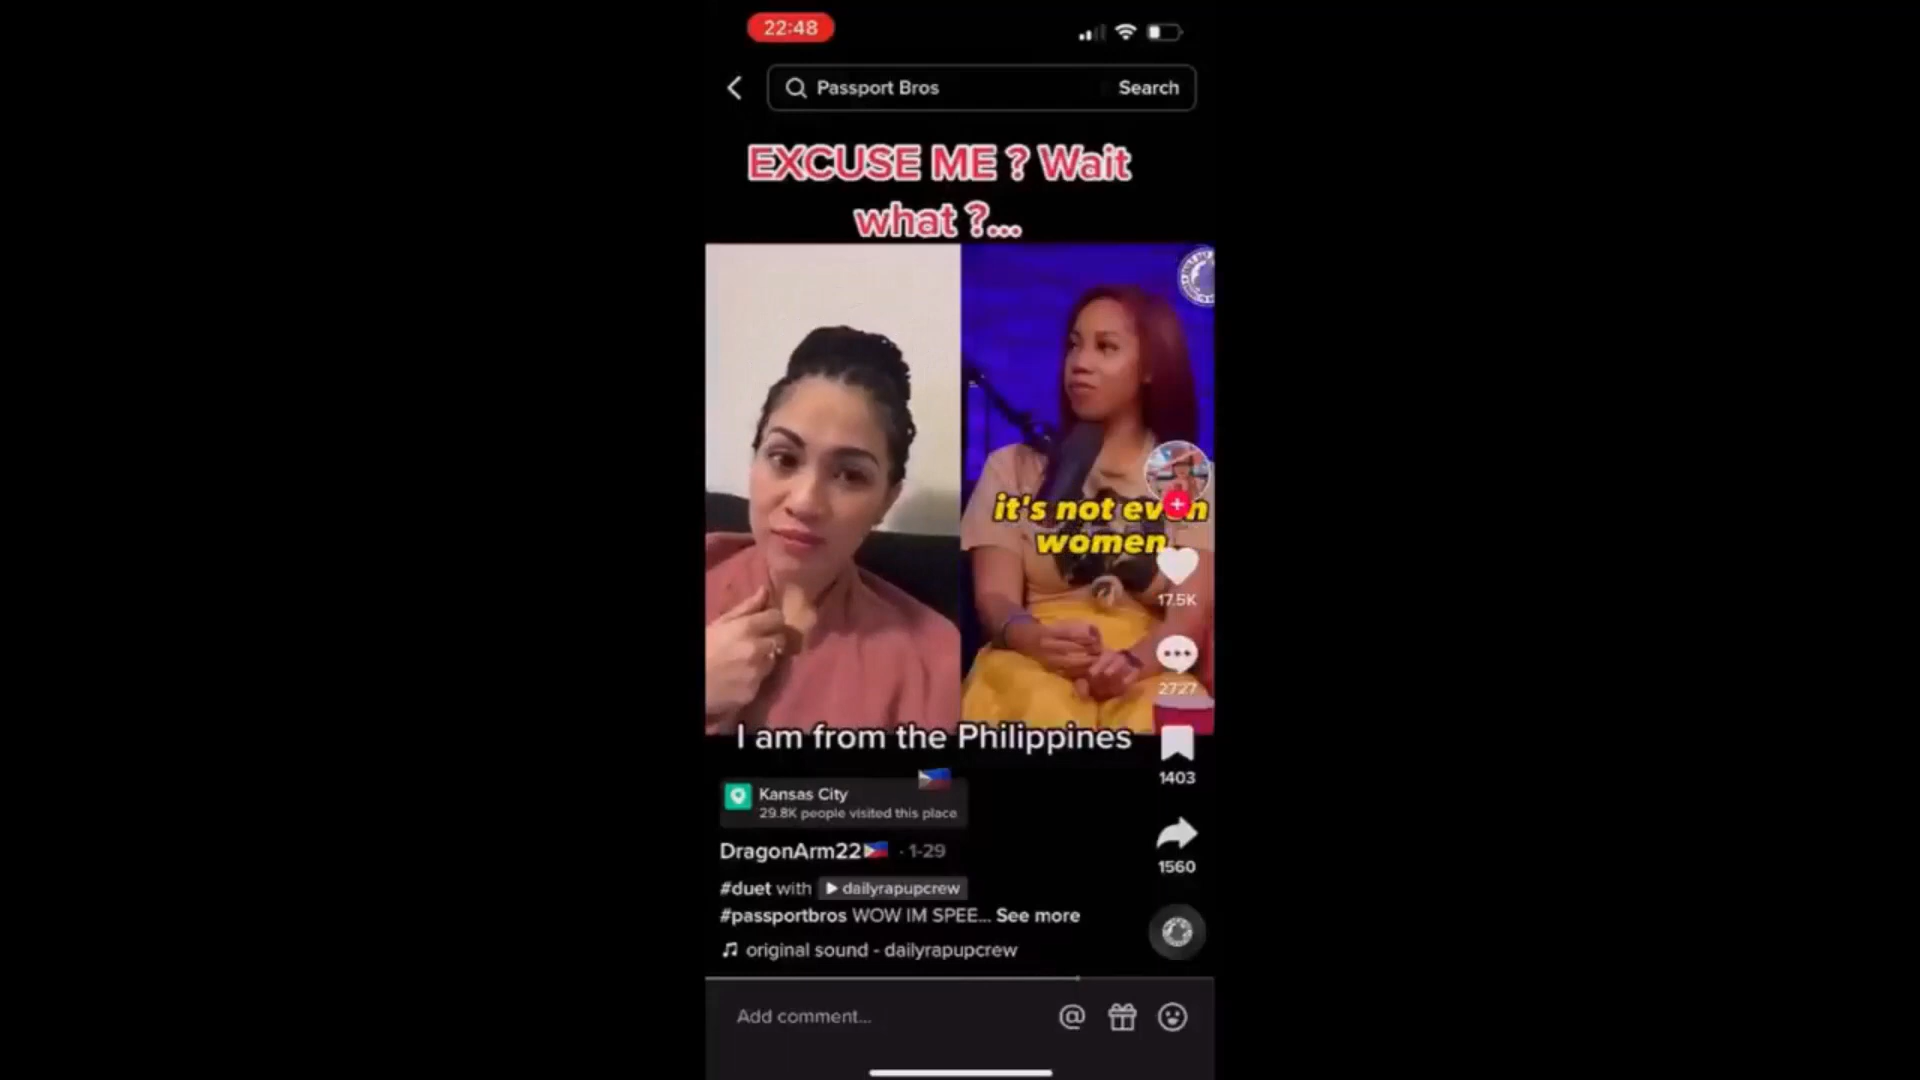 22:48
Passport Bros
Search
EXCUSE ME ? Wait
what ?...
it's not even
women
17.5K
2727
I am from the Philippines
1403
Kansas City
29.8K people visited this place
DragonArm22 · 1-29
1560
#duet with dailyrapupcrew
#passportbros WOW IM SPEE... See more
original sound - dailyrapupcrew
Add comment...